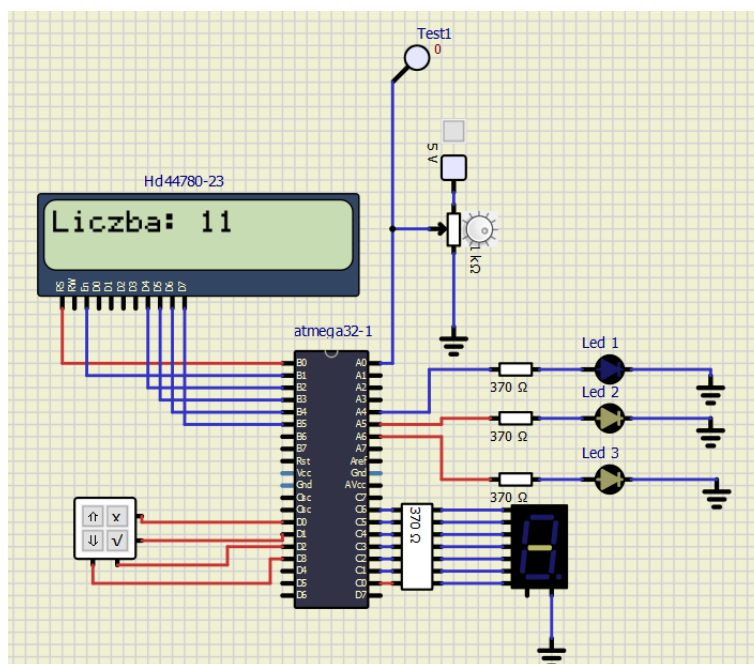 Test1
0
5 V
Hd44780-23
Liczba: 11
1 kΩ
RS RW En D0 D1 D2 D3 D4 D5 D6 D7
atmega32-1
B0 A0
B1 A1
B2 A2
B3 A3
B4 A4
B5 A5
B6 A6
B7 A7
Rst Aref
Vcc Gnd
Gnd AVcc
Osc C7
Osc C6
D0 C5
D1 C4
D2 C3
D3 C2
D4 C1
D5 C0
D6 D7
Led 1
370 Ω
Led 2
370 Ω
Led 3
370 Ω
370 Ω
x
√